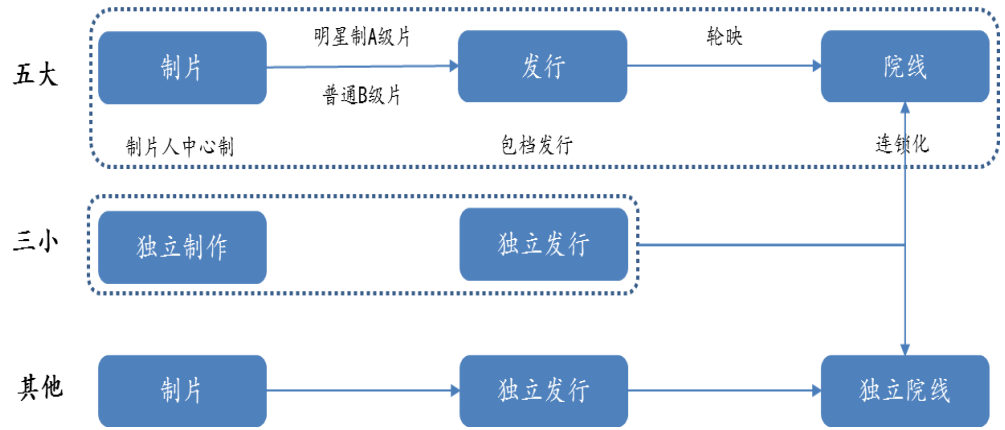 明星制A级片
轮映
五大
制片
发行
院线
普通B级片
制片人中心制
包档发行
连锁化
三小
独立制作
独立发行
其他
制片
独立发行
独立院线